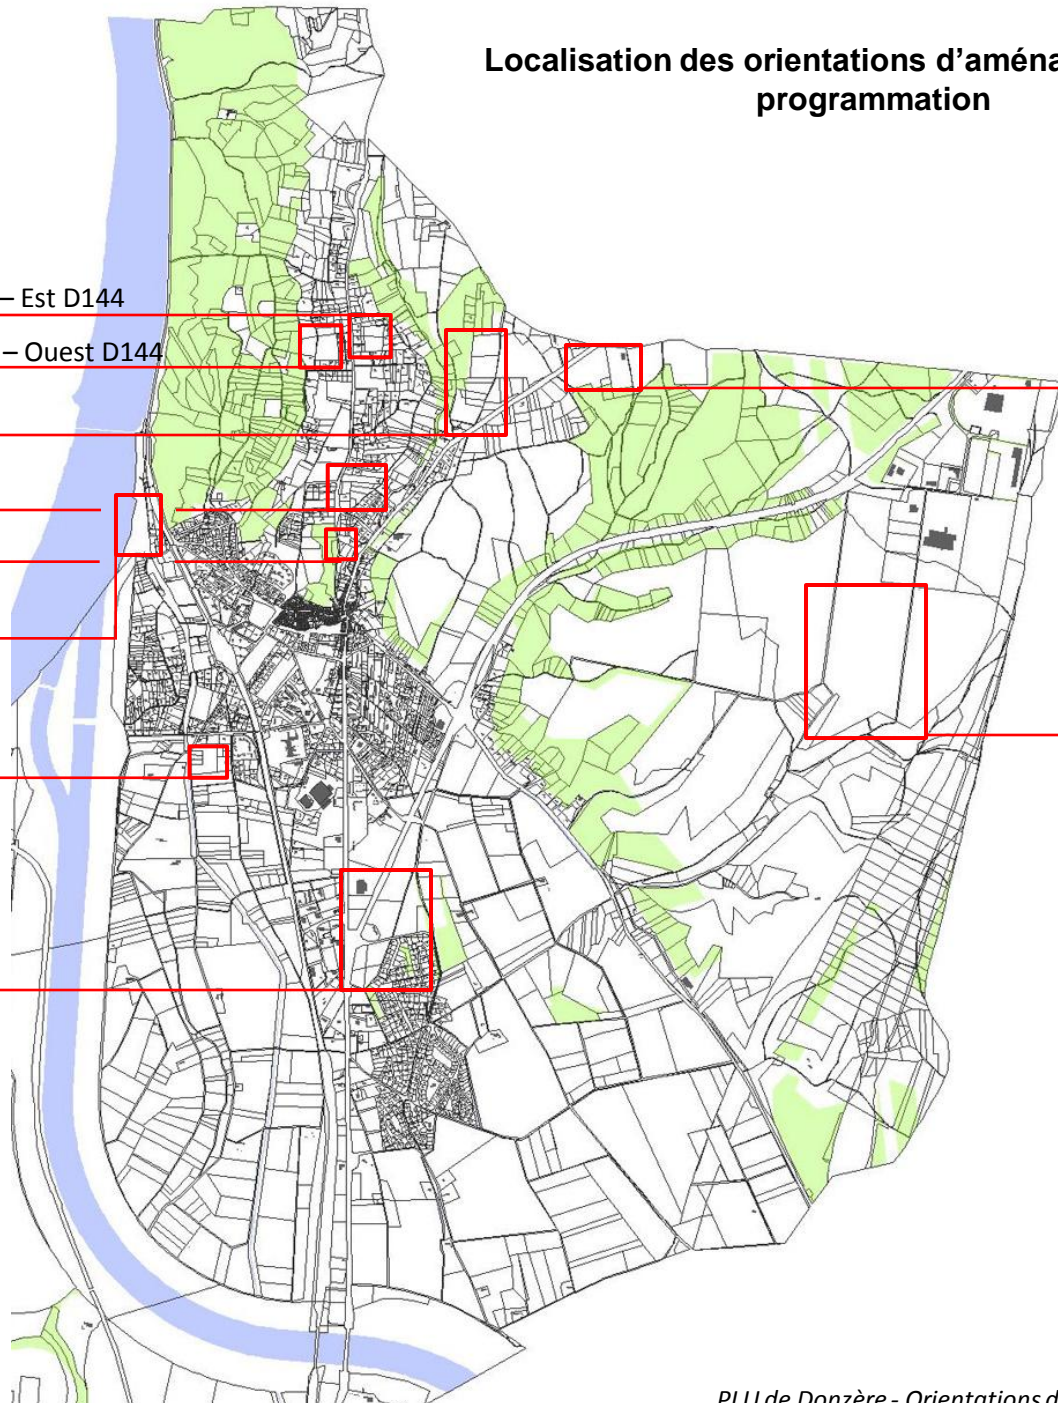 Localisation des orientations d’aména
programmation
– Est D144
– Ouest D144
PLU de Donzère - Orientations d